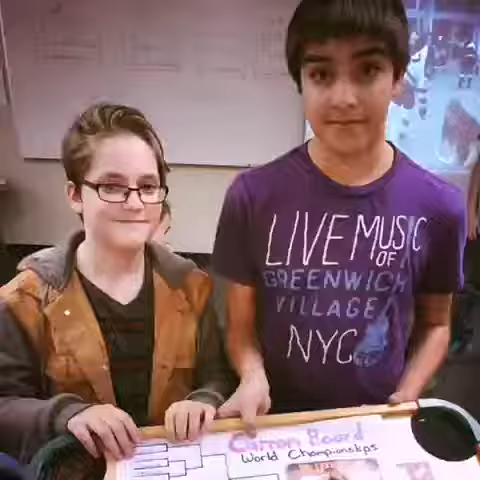 LIVE MUSIC
OF
GREENWICH
VILLAGE
NYC
Carrom Board
World Championships